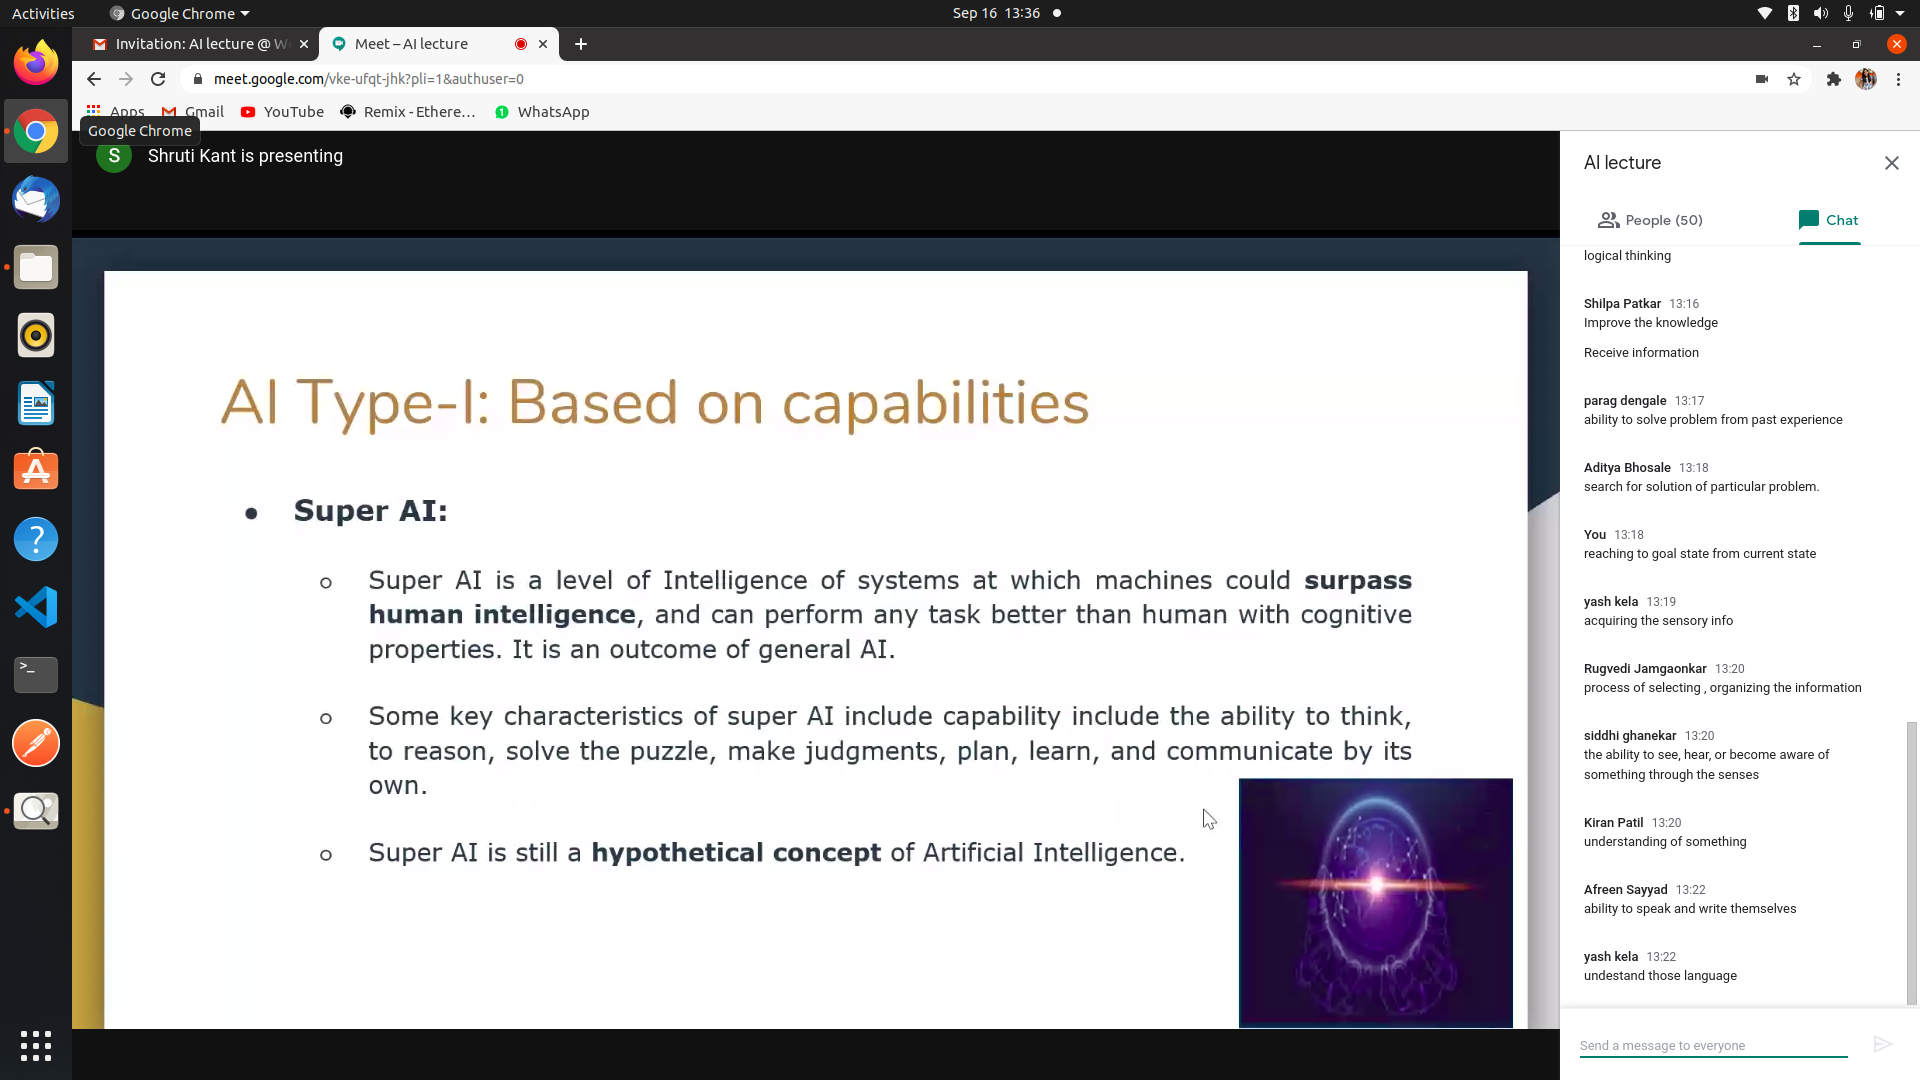 Activities
Google Chrome
Sep 16 13:36
Invitation: AI lecture @ W
Meet – AI lecture
meet.google.com/vke-ufqt-jhk?pli=1&authuser=0
Apps
Gmail
YouTube
Remix - Ethere…
1
WhatsApp
Google Chrome
S
Shruti Kant is presenting
AI Type-I: Based on capabilities
● Super AI:
○ Super AI is a level of Intelligence of systems at which machines could surpass
human intelligence, and can perform any task better than human with cognitive
properties. It is an outcome of general AI.
○ Some key characteristics of super AI include capability include the ability to think,
to reason, solve the puzzle, make judgments, plan, learn, and communicate by its
own.
○ Super AI is still a hypothetical concept of Artificial Intelligence.
AI lecture
People (50)
Chat
logical thinking
Shilpa Patkar 13:16
Improve the knowledge
Receive information
parag dengale 13:17
ability to solve problem from past experience
Aditya Bhosale 13:18
search for solution of particular problem.
You 13:18
reaching to goal state from current state
yash kela 13:19
acquiring the sensory info
Rugvedi Jamgaonkar 13:20
process of selecting , organizing the information
siddhi ghanekar 13:20
the ability to see, hear, or become aware of
something through the senses
Kiran Patil 13:20
understanding of something
Afreen Sayyad 13:22
ability to speak and write themselves
yash kela 13:22
undestand those language
Send a message to everyone